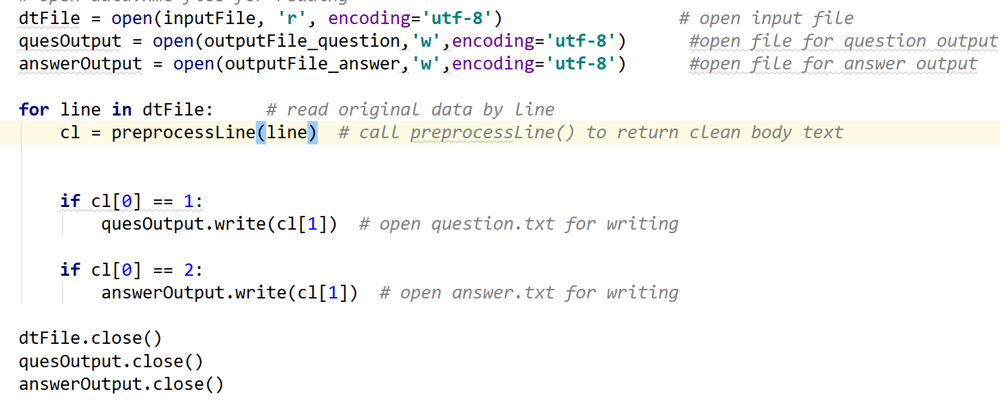 dtFile = open(inputFile, 'r', encoding='utf-8') # open input file
quesOutput = open(outputFile_question,'w',encoding='utf-8') #open file for question output
answerOutput = open(outputFile_answer,'w',encoding='utf-8') #open file for answer output
for line in dtFile: # read original data by line
cl = preprocessLine(line) # call preprocessLine() to return clean body text
if cl[0] == 1:
quesOutput.write(cl[1]) # open question.txt for writing
if cl[0] == 2:
answerOutput.write(cl[1]) # open answer.txt for writing
dtFile.close()
quesOutput.close()
answerOutput.close()